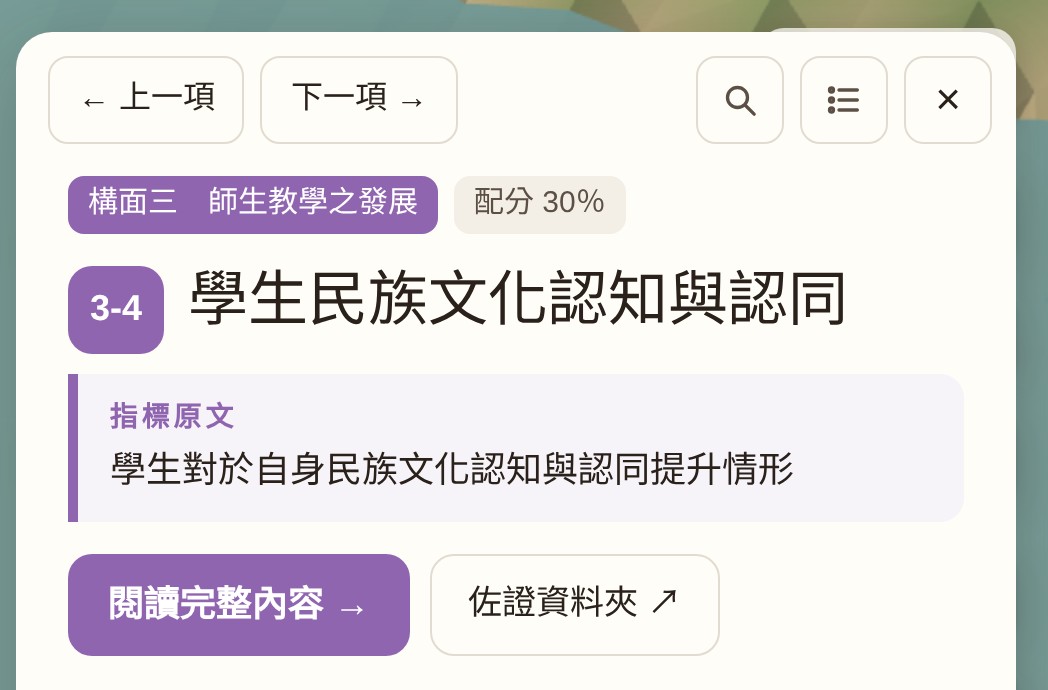 ← 上一項
下一項 →
構面三　師生教學之發展
配分 30%
3-4
學生民族文化認知與認同
指標原文
學生對於自身民族文化認知與認同提升情形
閱讀完整內容 →
佐證資料夾 ↗